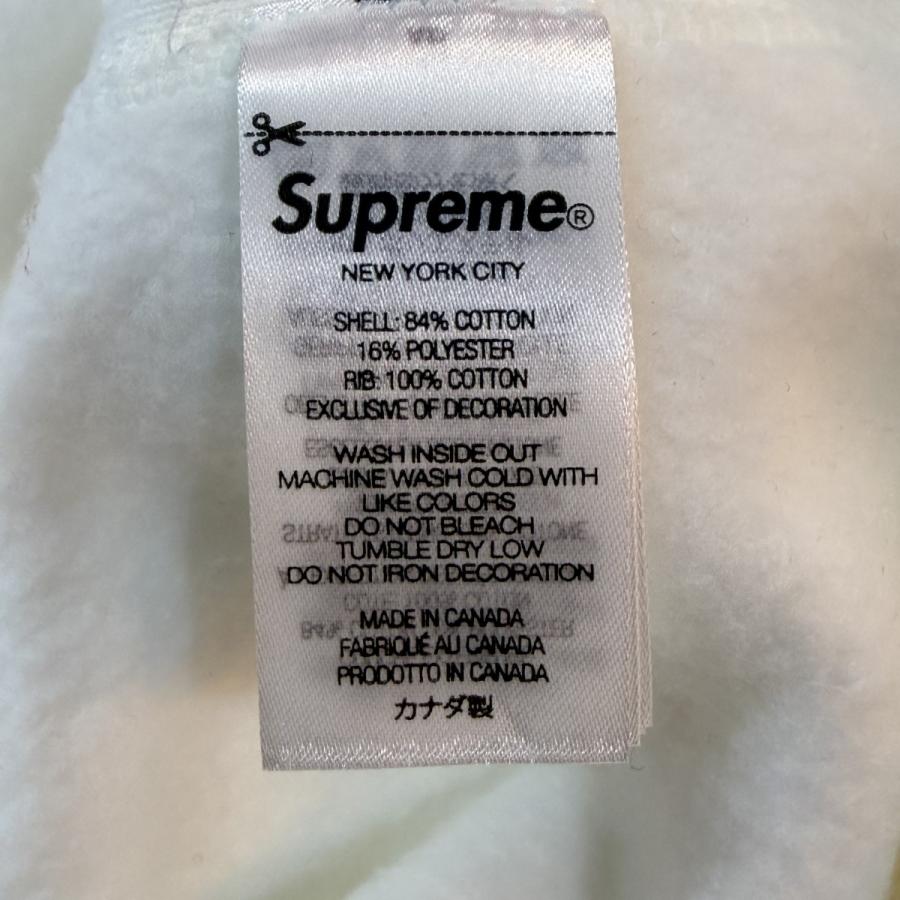 Supreme®
NEW YORK CITY
SHELL: 84% COTTON
16% POLYESTER
RIB: 100% COTTON
EXCLUSIVE OF DECORATION
WASH INSIDE OUT
MACHINE WASH COLD WITH
LIKE COLORS
DO NOT BLEACH
TUMBLE DRY LOW
DO NOT IRON DECORATION
MADE IN CANADA
FABRIQUÉ AU CANADA
PRODOTTO IN CANADA
カナダ製